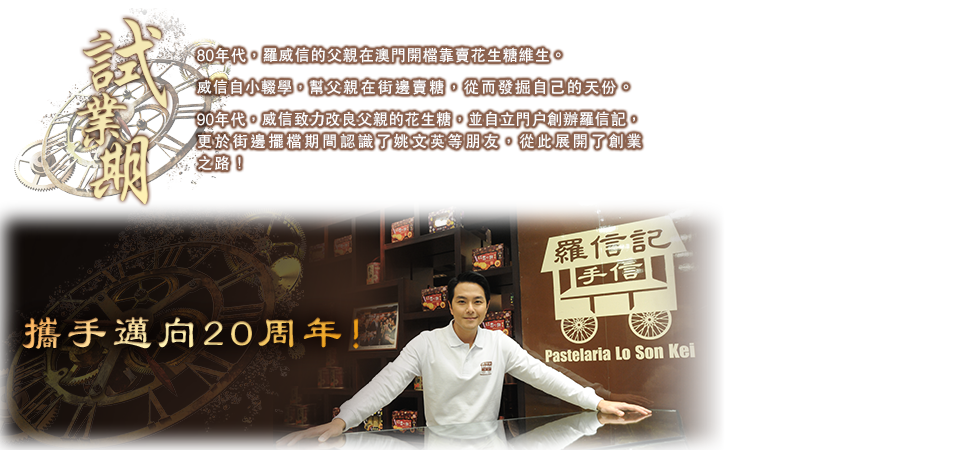 試業期
80年代，羅威信的父親在澳門開檔靠賣花生糖維生。
威信自小輟學，幫父親在街邊賣糖，從而發掘自己的天份。
90年代，威信致力改良父親的花生糖，並自立門户創辦羅信記，
更於街邊擺檔期間認識了姚文英等朋友，從此展開了創業
之路！
攜手邁向20周年!
羅信記
手信
Pastelaria Lo Son Kei